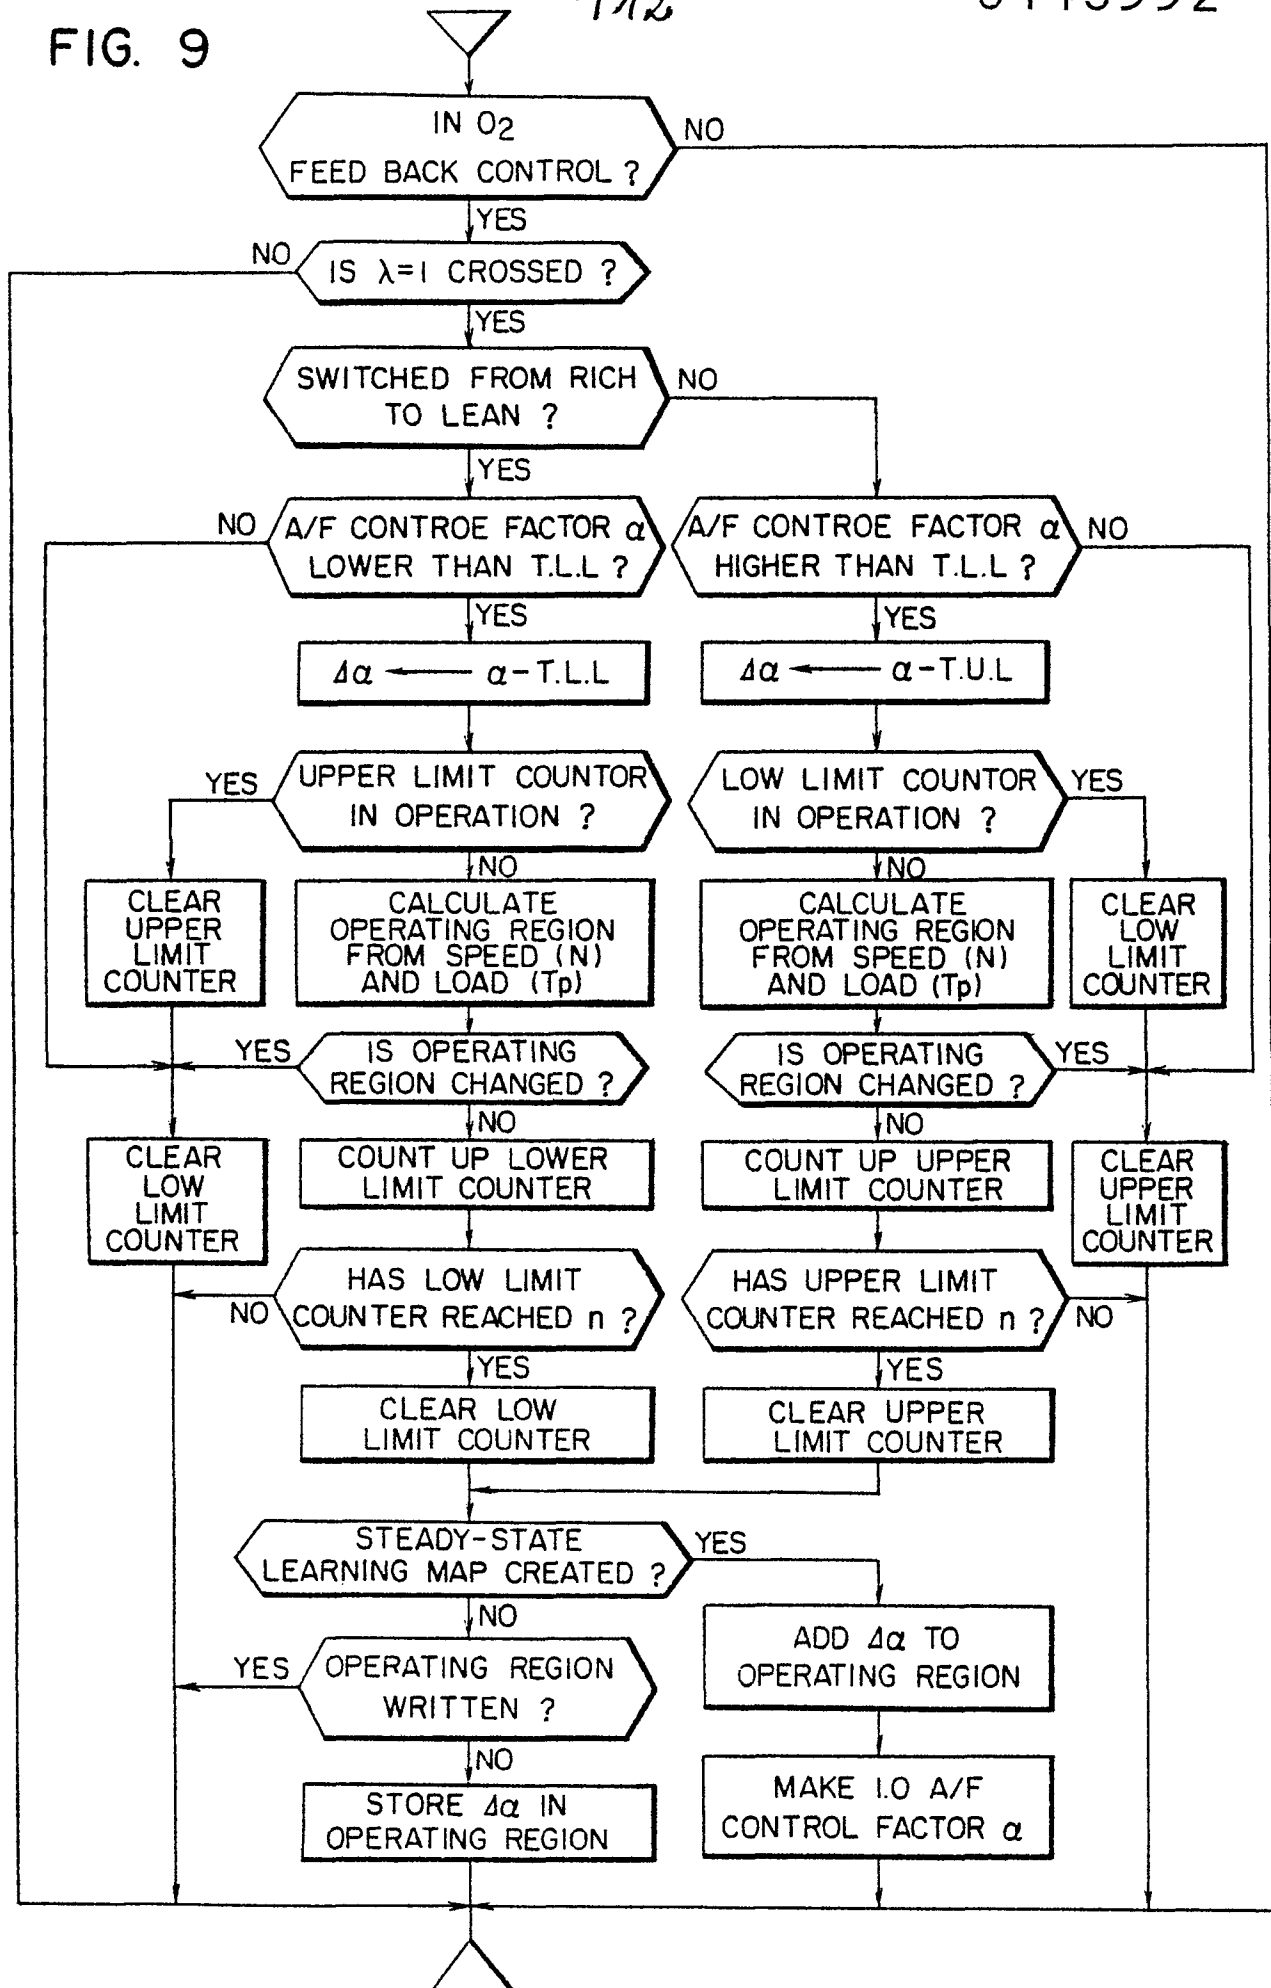 FIG. 9
IN O2
FEED BACK CONTROL ?
NO
YES
NO
IS λ=1 CROSSED ?
YES
SWITCHED FROM RICH
TO LEAN ?
NO
YES
NO
A/F CONTROE FACTOR α
LOWER THAN T.L.L ?
A/F CONTROE FACTOR α
HIGHER THAN T.L.L ?
NO
YES
YES
Δα ← α-T.L.L
Δα ← α-T.U.L
YES
UPPER LIMIT COUNTOR
IN OPERATION ?
LOW LIMIT COUNTOR
IN OPERATION ?
YES
NO
NO
CLEAR
UPPER
LIMIT
COUNTER
CALCULATE
OPERATING REGION
FROM SPEED (N)
AND LOAD (Tp)
CALCULATE
OPERATING REGION
FROM SPEED (N)
AND LOAD (Tp)
CLEAR
LOW
LIMIT
COUNTER
YES
IS OPERATING
REGION CHANGED ?
IS OPERATING
REGION CHANGED ?
YES
NO
NO
CLEAR
LOW
LIMIT
COUNTER
COUNT UP LOWER
LIMIT COUNTER
COUNT UP UPPER
LIMIT COUNTER
CLEAR
UPPER
LIMIT
COUNTER
HAS LOW LIMIT
COUNTER REACHED n ?
NO
HAS UPPER LIMIT
COUNTER REACHED n ?
NO
YES
YES
CLEAR LOW
LIMIT COUNTER
CLEAR UPPER
LIMIT COUNTER
STEADY-STATE
LEARNING MAP CREATED ?
YES
NO
ADD Δα TO
OPERATING REGION
YES
OPERATING REGION
WRITTEN ?
NO
MAKE 1.0 A/F
CONTROL FACTOR α
STORE Δα IN
OPERATING REGION